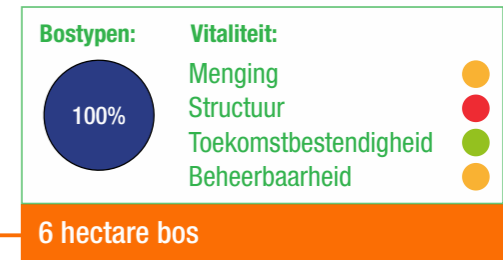 Bostypen:
Vitaliteit:
100%
Menging
Structuur
Toekomstbestendigheid
Beheerbaarheid
6 hectare bos